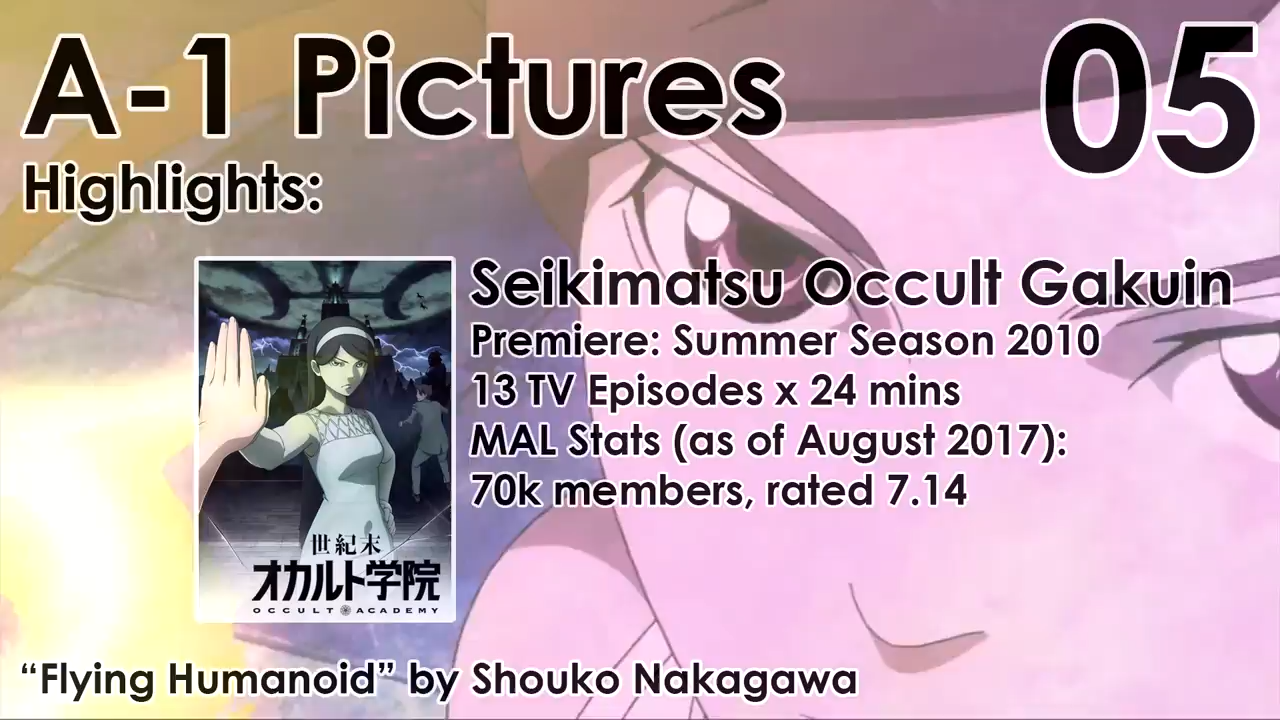 A-1 Pictures
05
Highlights:
Seikimatsu Occult Gakuin
Premiere: Summer Season 2010
13 TV Episodes x 24 mins
MAL Stats (as of August 2017):
70k members, rated 7.14
世紀末
オカルト学院
OCCULT ACADEMY
“Flying Humanoid” by Shouko Nakagawa